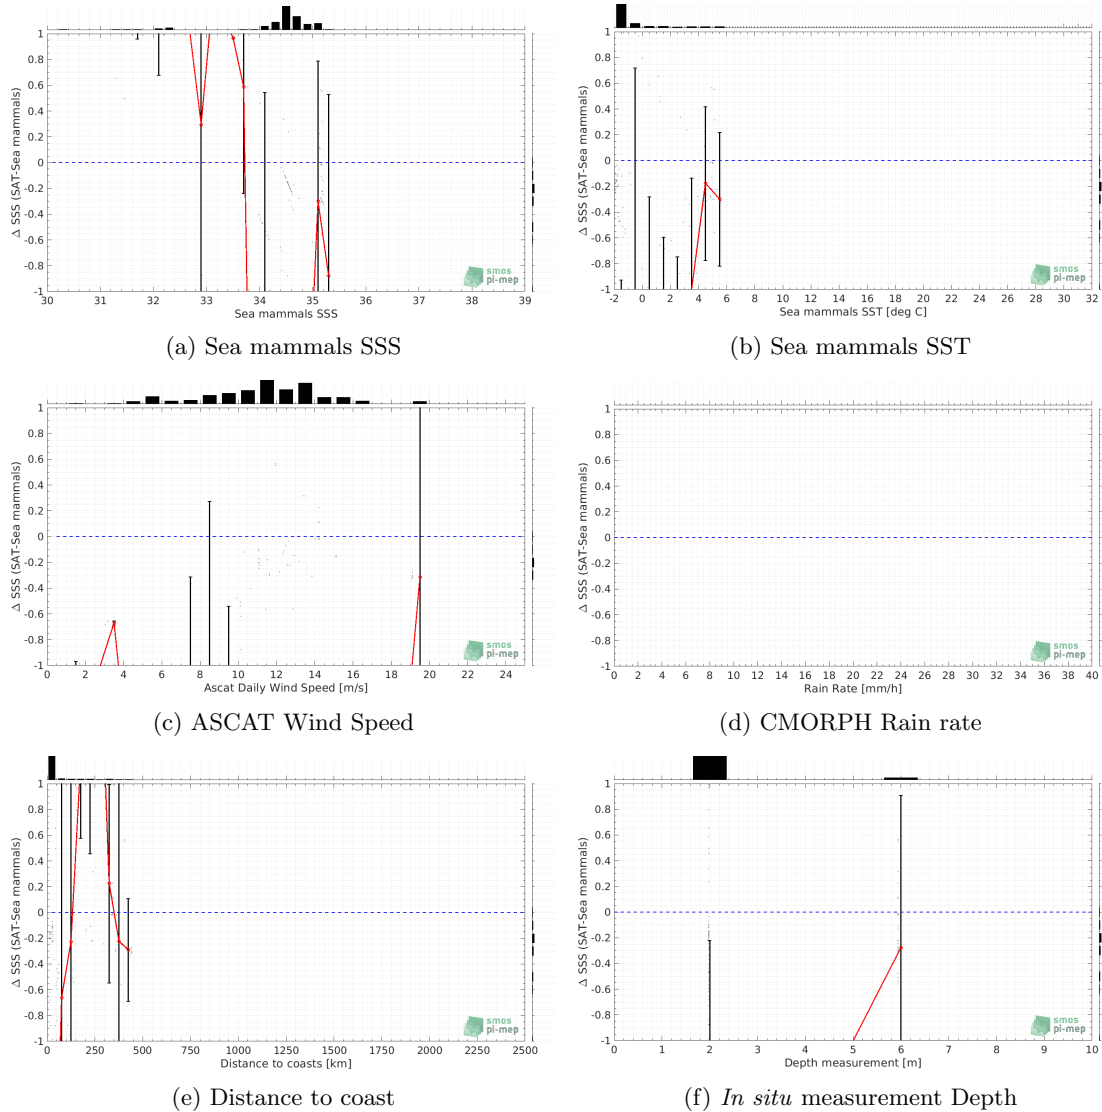 1
0.8
0.6
0.4
0.2
0
-0.2
-0.4
-0.6
-0.8
-1
Δ SSS (SAT-Sea mammals)
30 31 32 33 34 35 36 37 38 39
Sea mammals SSS
smos
pi-mep
(a) Sea mammals SSS
1
0.8
0.6
0.4
0.2
0
-0.2
-0.4
-0.6
-0.8
-1
Δ SSS (SAT-Sea mammals)
-2 0 2 4 6 8 10 12 14 16 18 20 22 24 26 28 30 32
Sea mammals SST [deg C]
smos
pi-mep
(b) Sea mammals SST
1
0.8
0.6
0.4
0.2
0
-0.2
-0.4
-0.6
-0.8
-1
Δ SSS (SAT-Sea mammals)
0 2 4 6 8 10 12 14 16 18 20 22 24
Ascat Daily Wind Speed [m/s]
smos
pi-mep
(c) ASCAT Wind Speed
1
0.8
0.6
0.4
0.2
0
-0.2
-0.4
-0.6
-0.8
-1
Δ SSS (SAT-Sea mammals)
0 2 4 6 8 10 12 14 16 18 20 22 24 26 28 30 32 34 36 38 40
Rain Rate [mm/h]
smos
pi-mep
(d) CMORPH Rain rate
1
0.8
0.6
0.4
0.2
0
-0.2
-0.4
-0.6
-0.8
-1
Δ SSS (SAT-Sea mammals)
0 250 500 750 1000 1250 1500 1750 2000 2250 2500
Distance to coasts [km]
smos
pi-mep
(e) Distance to coast
1
0.8
0.6
0.4
0.2
0
-0.2
-0.4
-0.6
-0.8
-1
Δ SSS (SAT-Sea mammals)
0 1 2 3 4 5 6 7 8 9 10
Depth measurement [m]
smos
pi-mep
(f) In situ measurement Depth